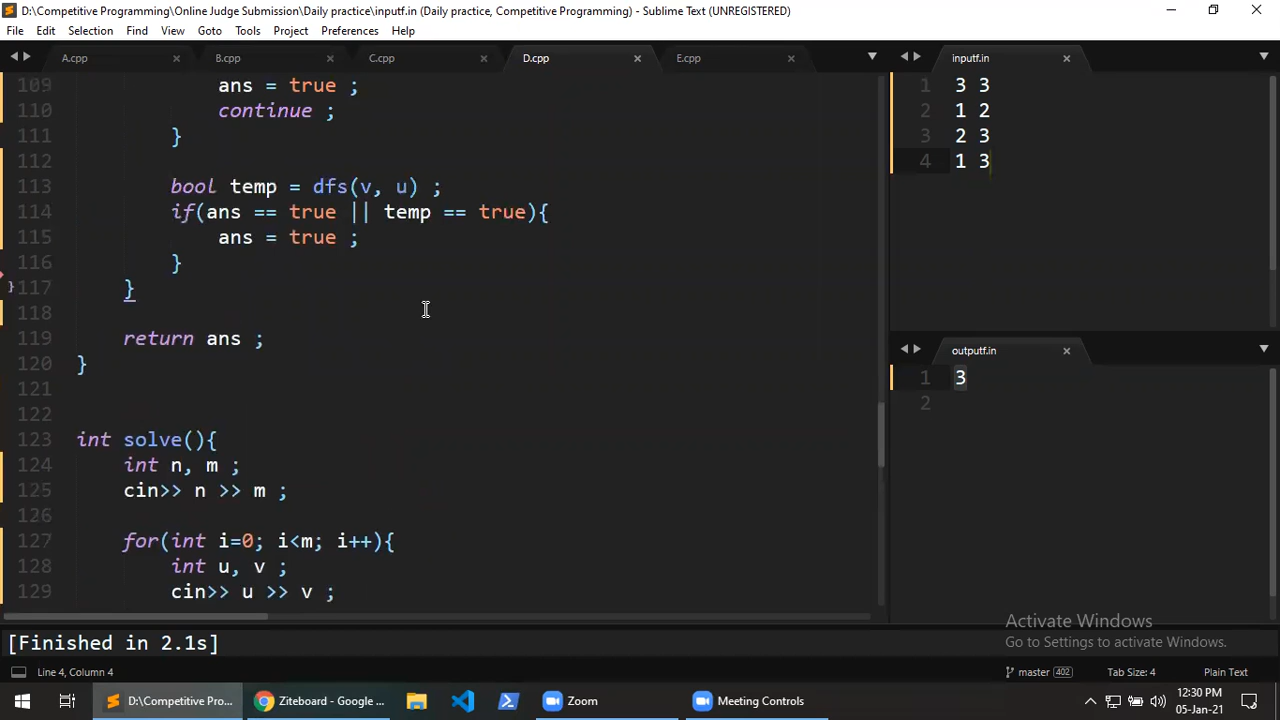 D:\Competitive Programming\Online Judge Submission\Daily practice\inputf.in (Daily practice, Competitive Programming) - Sublime Text (UNREGISTERED)
File Edit Selection Find View Goto Tools Project Preferences Help
A.cpp B.cpp C.cpp D.cpp E.cpp
109 ans = true ;
110 continue ;
111 }
112
113 bool temp = dfs(v, u) ;
114 if(ans == true || temp == true){
115 ans = true ;
116 }
117 }
118
119 return ans ;
120 }
121
122
123 int solve(){
124 int n, m ;
125 cin>> n >> m ;
126
127 for(int i=0; i<m; i++){
128 int u, v ;
129 cin>> u >> v ;
inputf.in
1 3 3
2 1 2
3 2 3
4 1 3
outputf.in
1 3
2
[Finished in 2.1s]
Activate Windows
Go to Settings to activate Windows.
Line 4, Column 4 master 402 Tab Size: 4 Plain Text
D:\Competitive Pro... Ziteboard - Google ... Zoom Meeting Controls
12:30 PM
05-Jan-21